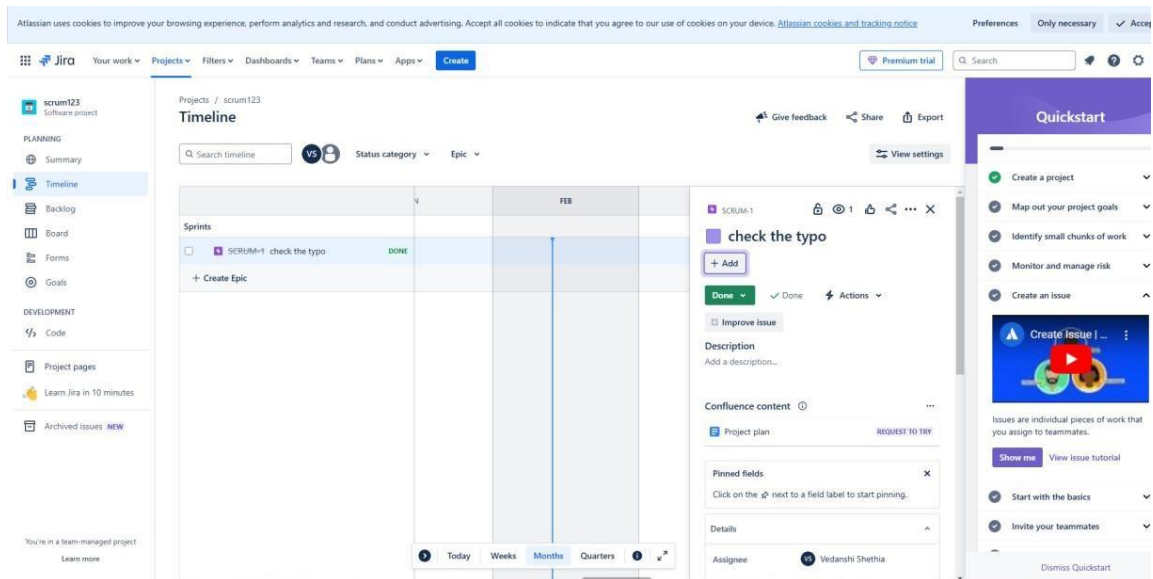 Atlassian uses cookies to improve your browsing experience, perform analytics and research, and conduct advertising. Accept all cookies to indicate that you agree to our use of cookies on your device. Atlassian cookies and tracking notice
Preferences Only necessary
Jira Your work Projects Filters Dashboards Teams Plans Apps Create Premium trial Search
scrum123
Software project
PLANNING
Summary
Timeline
Backlog
Board
Forms
Goals
DEVELOPMENT
Code
Project pages
Learn Jira in 10 minutes
Archived issues NEW
You're in a team-managed project
Learn more
Projects / scrum123
Timeline
Give feedback Share Export
Search timeline VS Status category Epic View settings
FEB
Sprints
SCRUM-1 check the typo DONE
+ Create Epic
Today Weeks Months Quarters
SCRUM-1 1
check the typo
+ Add
Done Done Actions
Improve issue
Description
Add a description...
Confluence content
Project plan REQUEST TO TRY
Pinned fields
Click on the next to a field label to start pinning.
Details
Assignee VS Vedanshi Shethia
Quickstart
Create a project
Map out your project goals
Identify small chunks of work
Monitor and manage risk
Create an issue
Create Issue | ...
Issues are individual pieces of work that
you assign to teammates.
Show me View issue tutorial
Start with the basics
Invite your teammates
Dismiss Quickstart